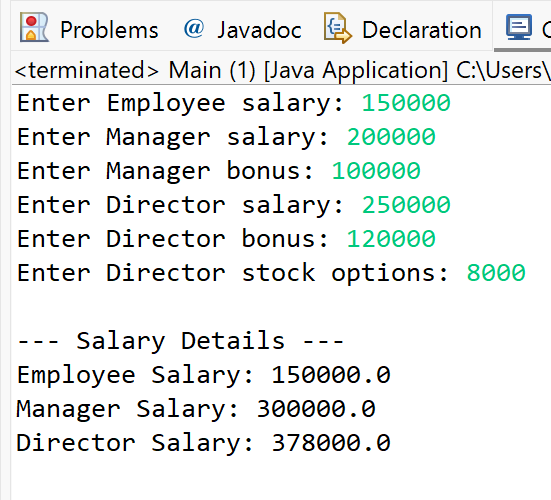 Problems @ Javadoc Declaration
<terminated> Main (1) [Java Application] C:\Users\
Enter Employee salary: 150000
Enter Manager salary: 200000
Enter Manager bonus: 100000
Enter Director salary: 250000
Enter Director bonus: 120000
Enter Director stock options: 8000
--- Salary Details ---
Employee Salary: 150000.0
Manager Salary: 300000.0
Director Salary: 378000.0